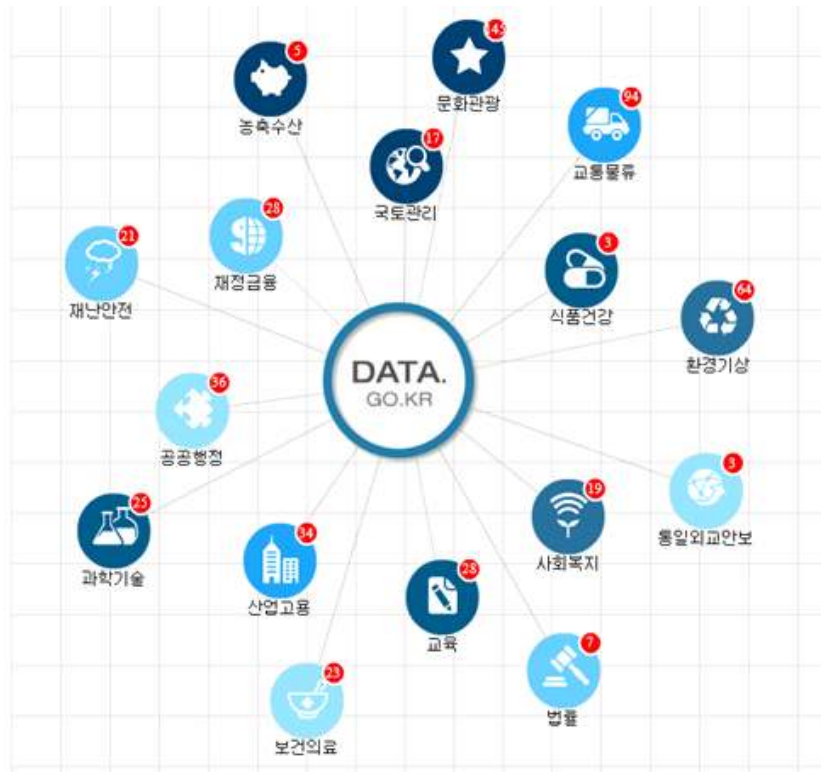 5
농축수산
문화관광
94
교통물류
17
국토관리
28
재정금융
21
재난안전
3
식품건강
64
환경기상
DATA.
GO.KR
36
공공행정
3
통일외교안보
19
사회복지
25
과학기술
34
산업고용
28
교육
7
법률
23
보건의료